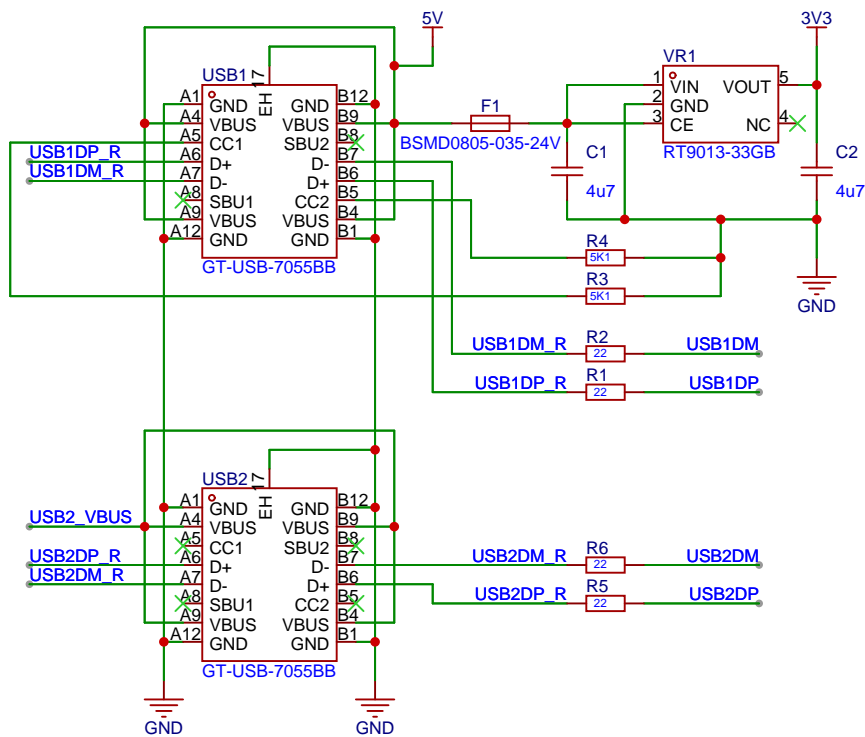 5V
3V3
USB1
17
EH
A1 GND GND B12
A4 VBUS VBUS B9
A5 CC1 SBU2 B8
A6 D+ D- B7
A7 D- D+ B6
A8 SBU1 CC2 B5
A9 VBUS VBUS B4
A12 GND GND B1
GT-USB-7055BB
USB1DP_R
USB1DM_R
F1
BSMD0805-035-24V
VR1
1 VIN VOUT 5
2 GND
3 CE NC 4
RT9013-33GB
C1
4u7
C2
4u7
GND
R4
5K1
R3
5K1
USB1DM_R R2 USB1DM
22
USB1DP_R R1 USB1DP
22
USB2
17
EH
A1 GND GND B12
A4 VBUS VBUS B9
A5 CC1 SBU2 B8
A6 D+ D- B7
A7 D- D+ B6
A8 SBU1 CC2 B5
A9 VBUS VBUS B4
A12 GND GND B1
GT-USB-7055BB
USB2_VBUS
USB2DP_R
USB2DM_R
USB2DM_R R6 USB2DM
22
USB2DP_R R5 USB2DP
22
GND
GND